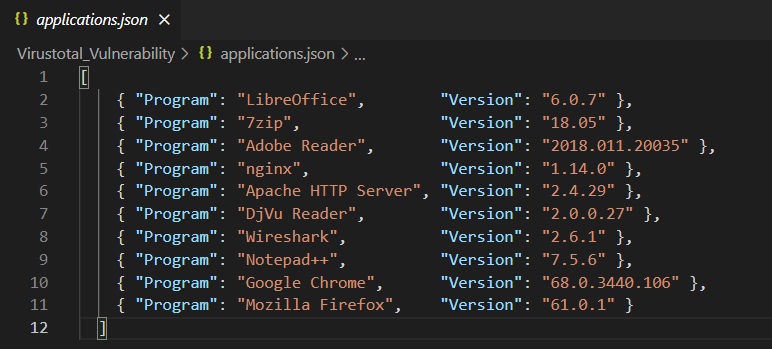 {} applications.json ×
Virustotal_Vulnerability > {} applications.json > ...
1 [
2 { "Program": "LibreOffice", "Version": "6.0.7" },
3 { "Program": "7zip", "Version": "18.05" },
4 { "Program": "Adobe Reader", "Version": "2018.011.20035" },
5 { "Program": "nginx", "Version": "1.14.0" },
6 { "Program": "Apache HTTP Server", "Version": "2.4.29" },
7 { "Program": "DjVu Reader", "Version": "2.0.0.27" },
8 { "Program": "Wireshark", "Version": "2.6.1" },
9 { "Program": "Notepad++", "Version": "7.5.6" },
10 { "Program": "Google Chrome", "Version": "68.0.3440.106" },
11 { "Program": "Mozilla Firefox", "Version": "61.0.1" }
12 ]